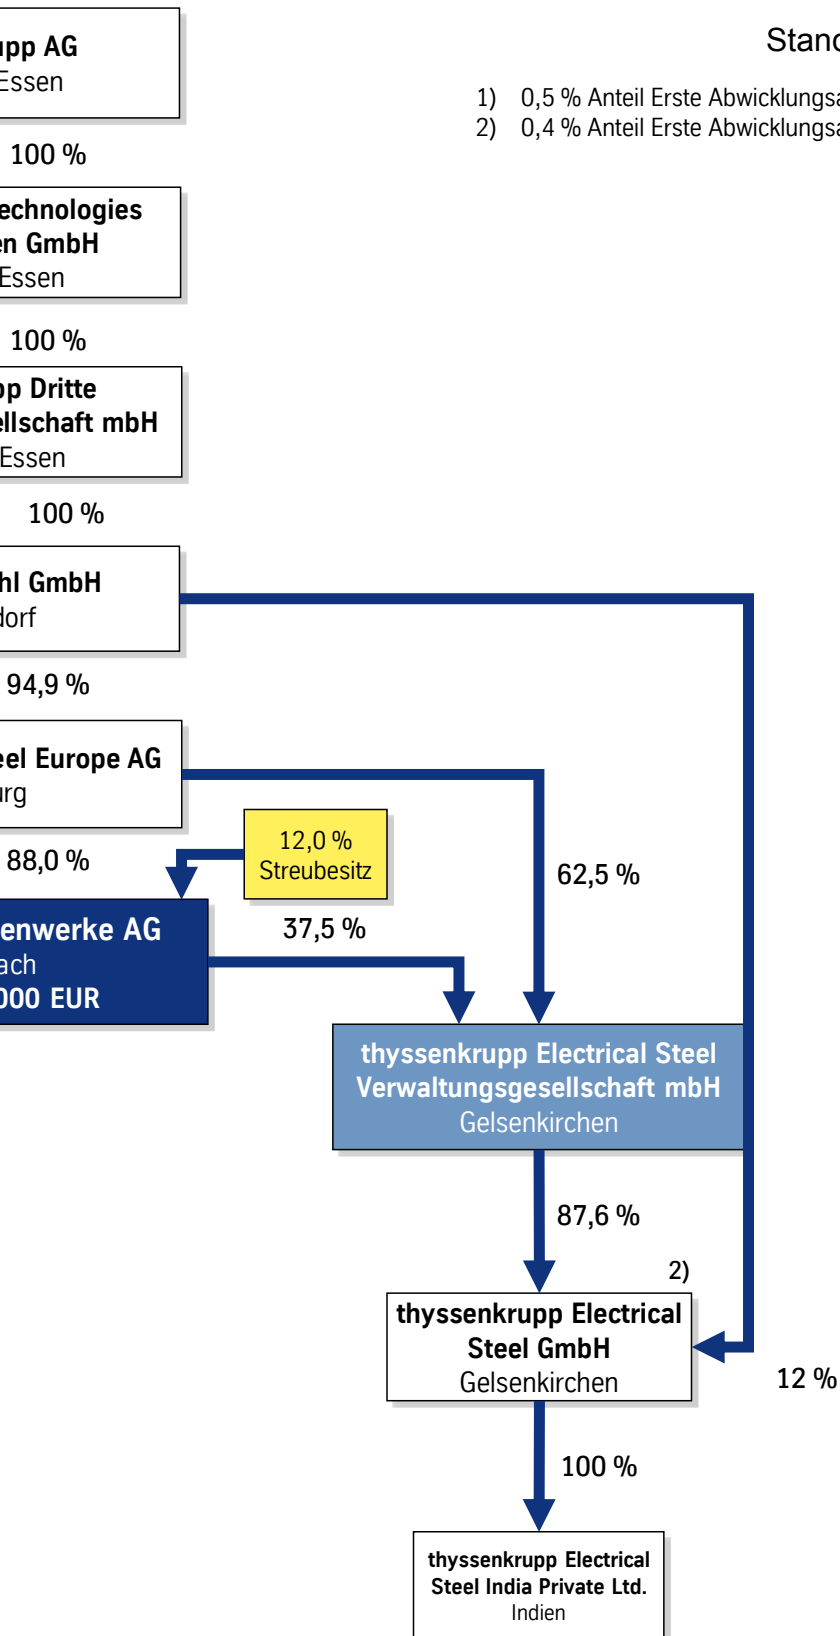 upp AG
Essen
Stand
1) 0,5 % Anteil Erste Abwicklungsa
2) 0,4 % Anteil Erste Abwicklungsa
100 %
echnologies
en GmbH
Essen
100 %
pp Dritte
ellschaft mbH
Essen
100 %
hl GmbH
dorf
94,9 %
eel Europe AG
urg
88,0 %
12,0 %
Streubesitz
62,5 %
37,5 %
enwerke AG
ach
000 EUR
thyssenkrupp Electrical Steel
Verwaltungsgesellschaft mbH
Gelsenkirchen
87,6 %
2)
thyssenkrupp Electrical
Steel GmbH
Gelsenkirchen
12 %
100 %
thyssenkrupp Electrical
Steel India Private Ltd.
Indien